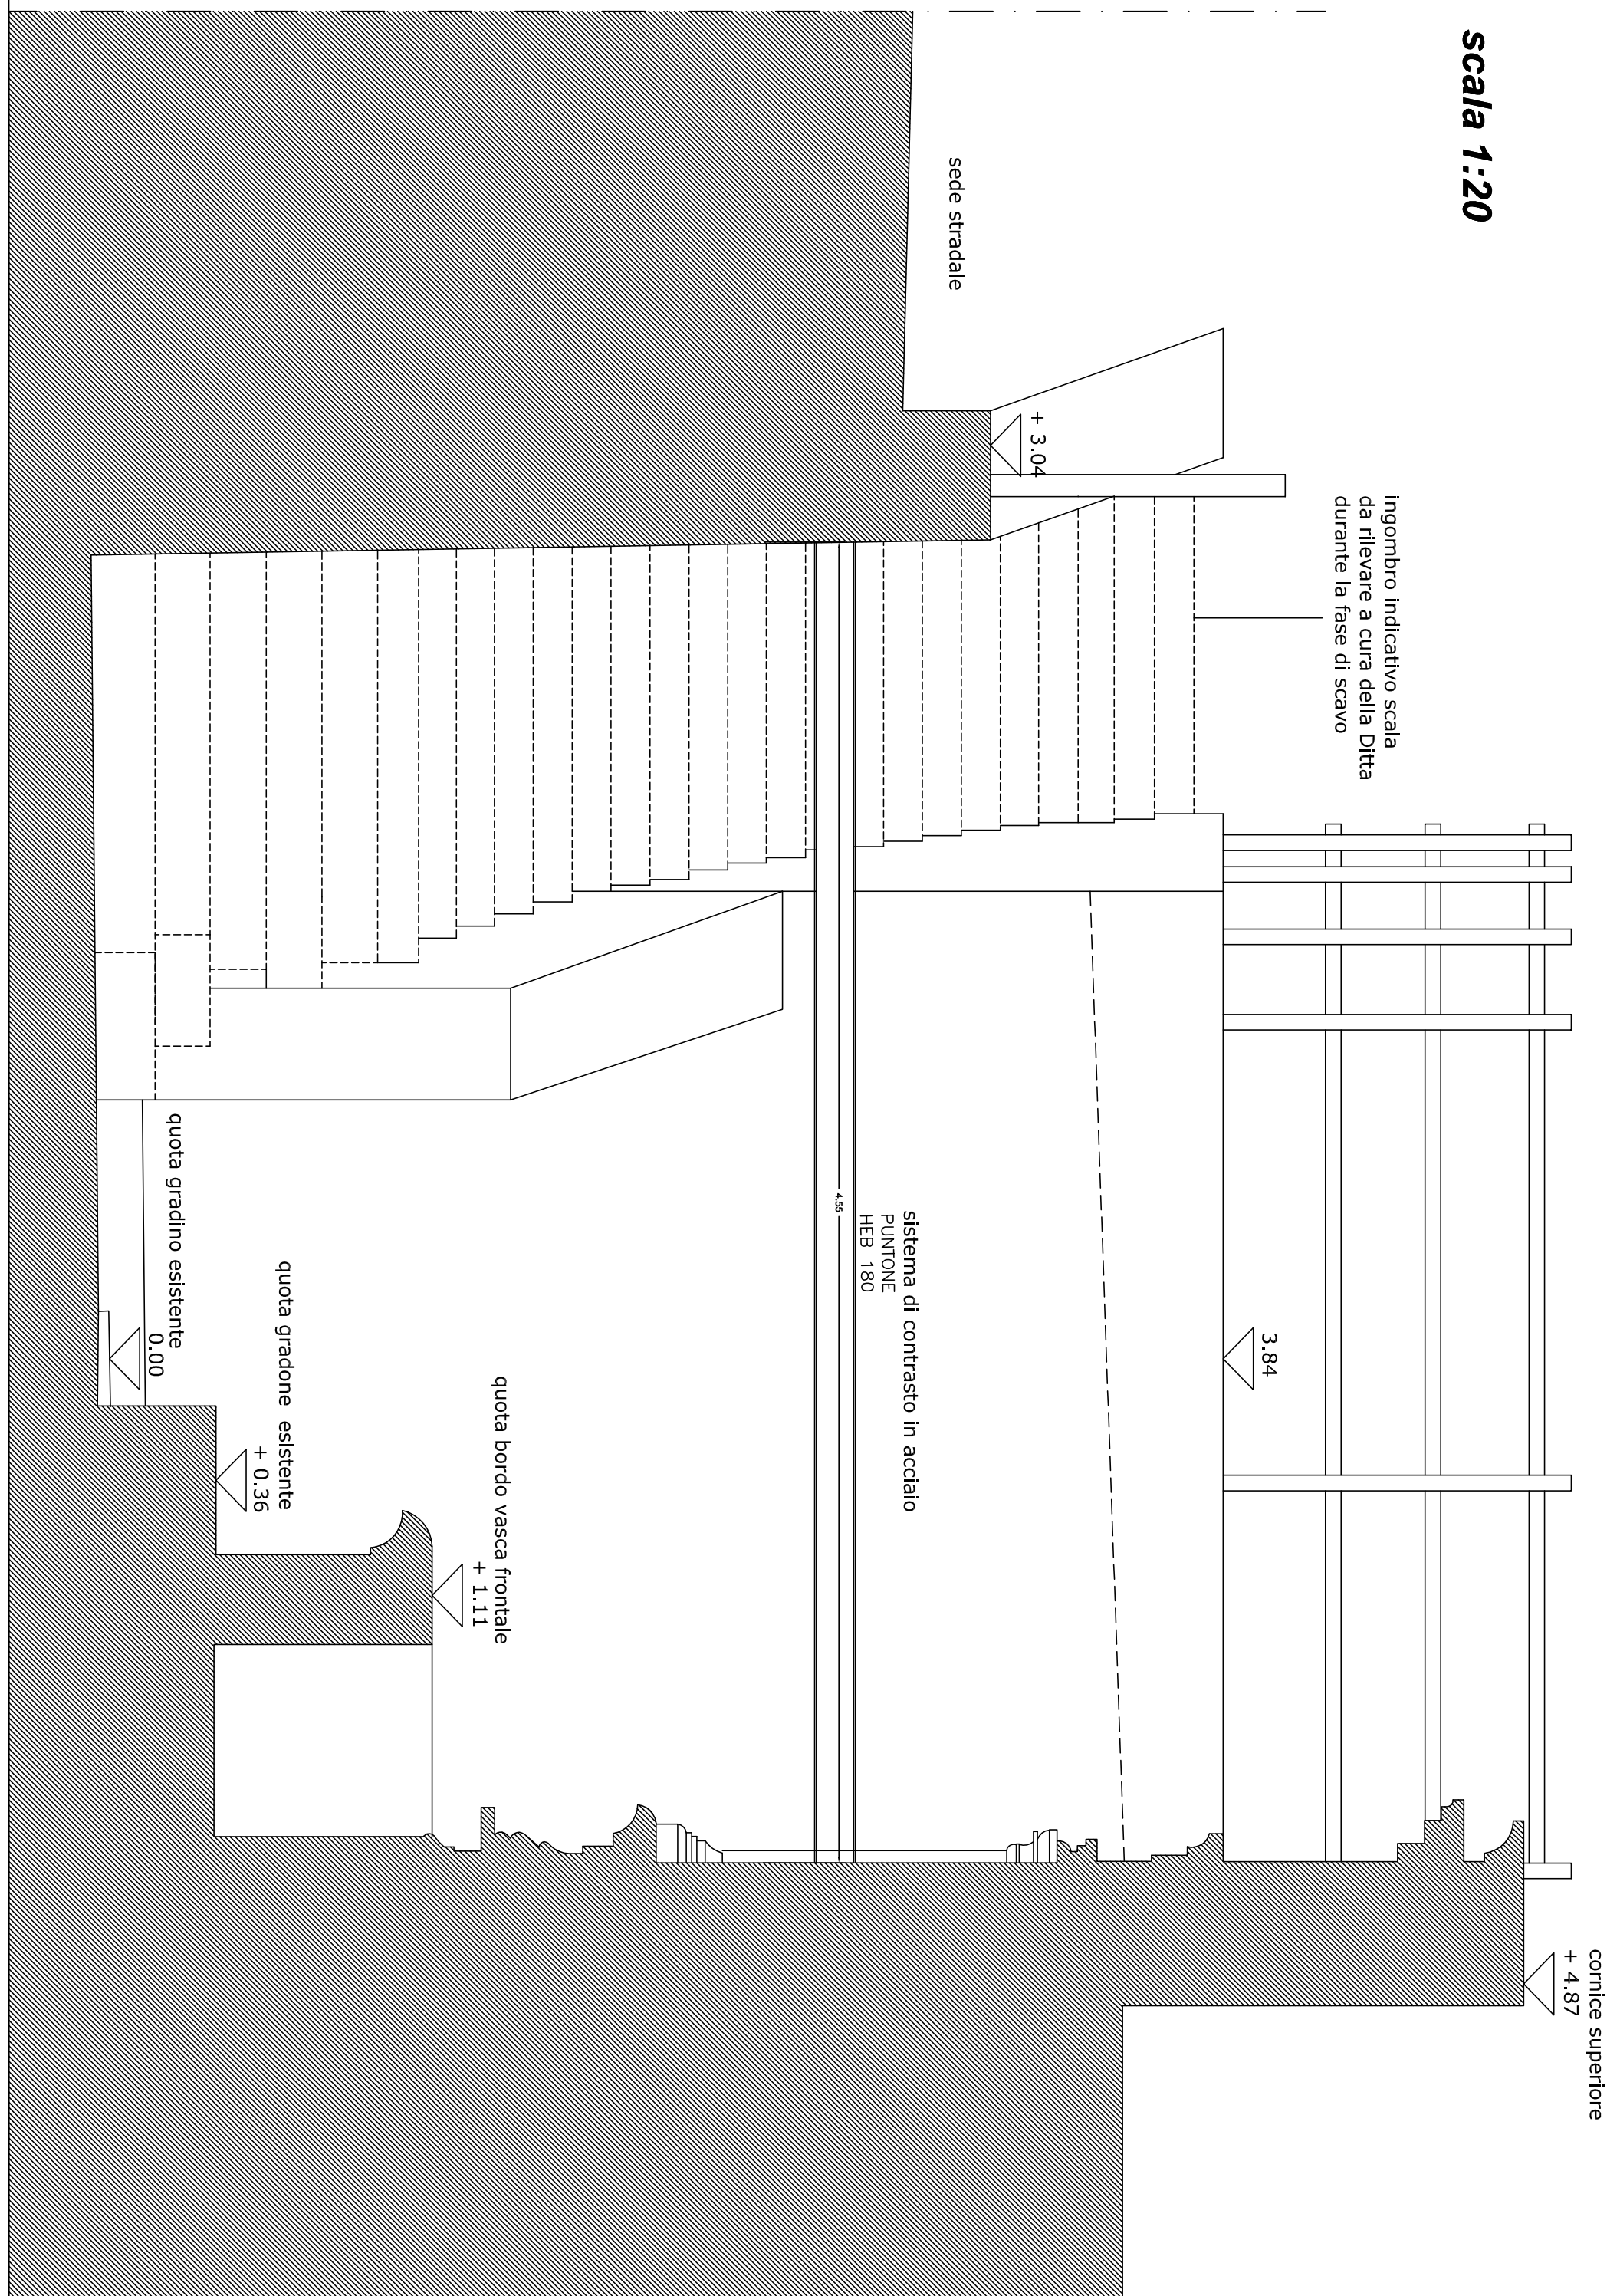 scala 1:20
cornice superiore
+ 4.87
ingombro indicativo scala
da rilevare a cura della Ditta
durante la fase di scavo
3.84
+ 3.04
sede stradale
sistema di contrasto in acciaio
PUNTONE
HEB 180
4.55
quota bordo vasca frontale
+ 1.11
quota gradone esistente
+ 0.36
quota gradino esistente
0.00